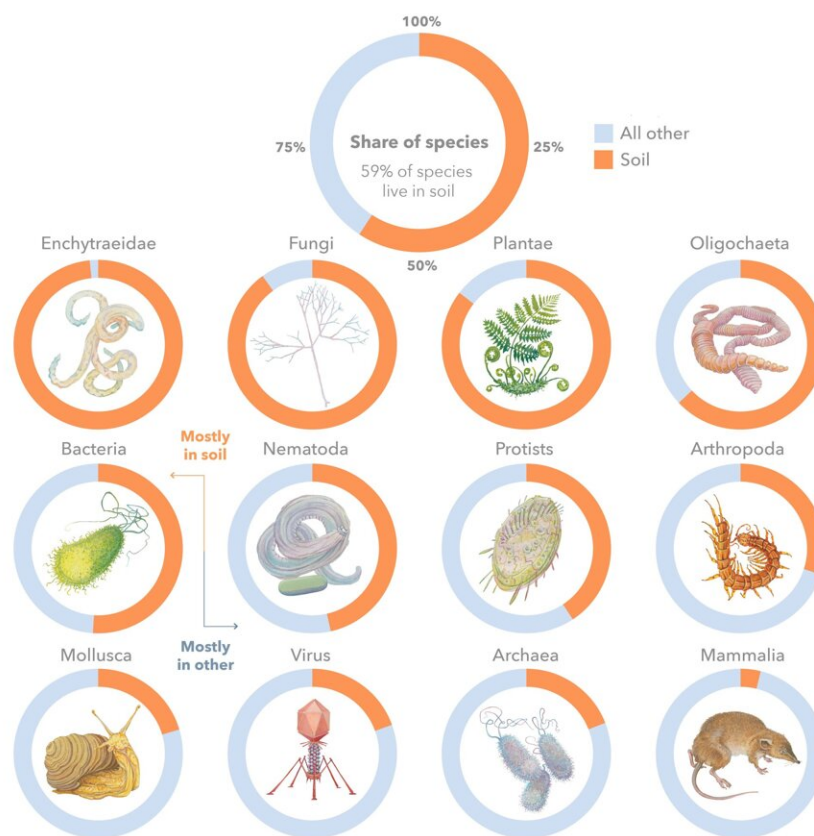 100%
75%
Share of species
59% of species
live in soil
25%
50%
All other
Soil
Enchytraeidae
Fungi
Plantae
Oligochaeta
Mostly
in soil
Bacteria
Nematoda
Protists
Arthropoda
Mostly
in other
Mollusca
Virus
Archaea
Mammalia